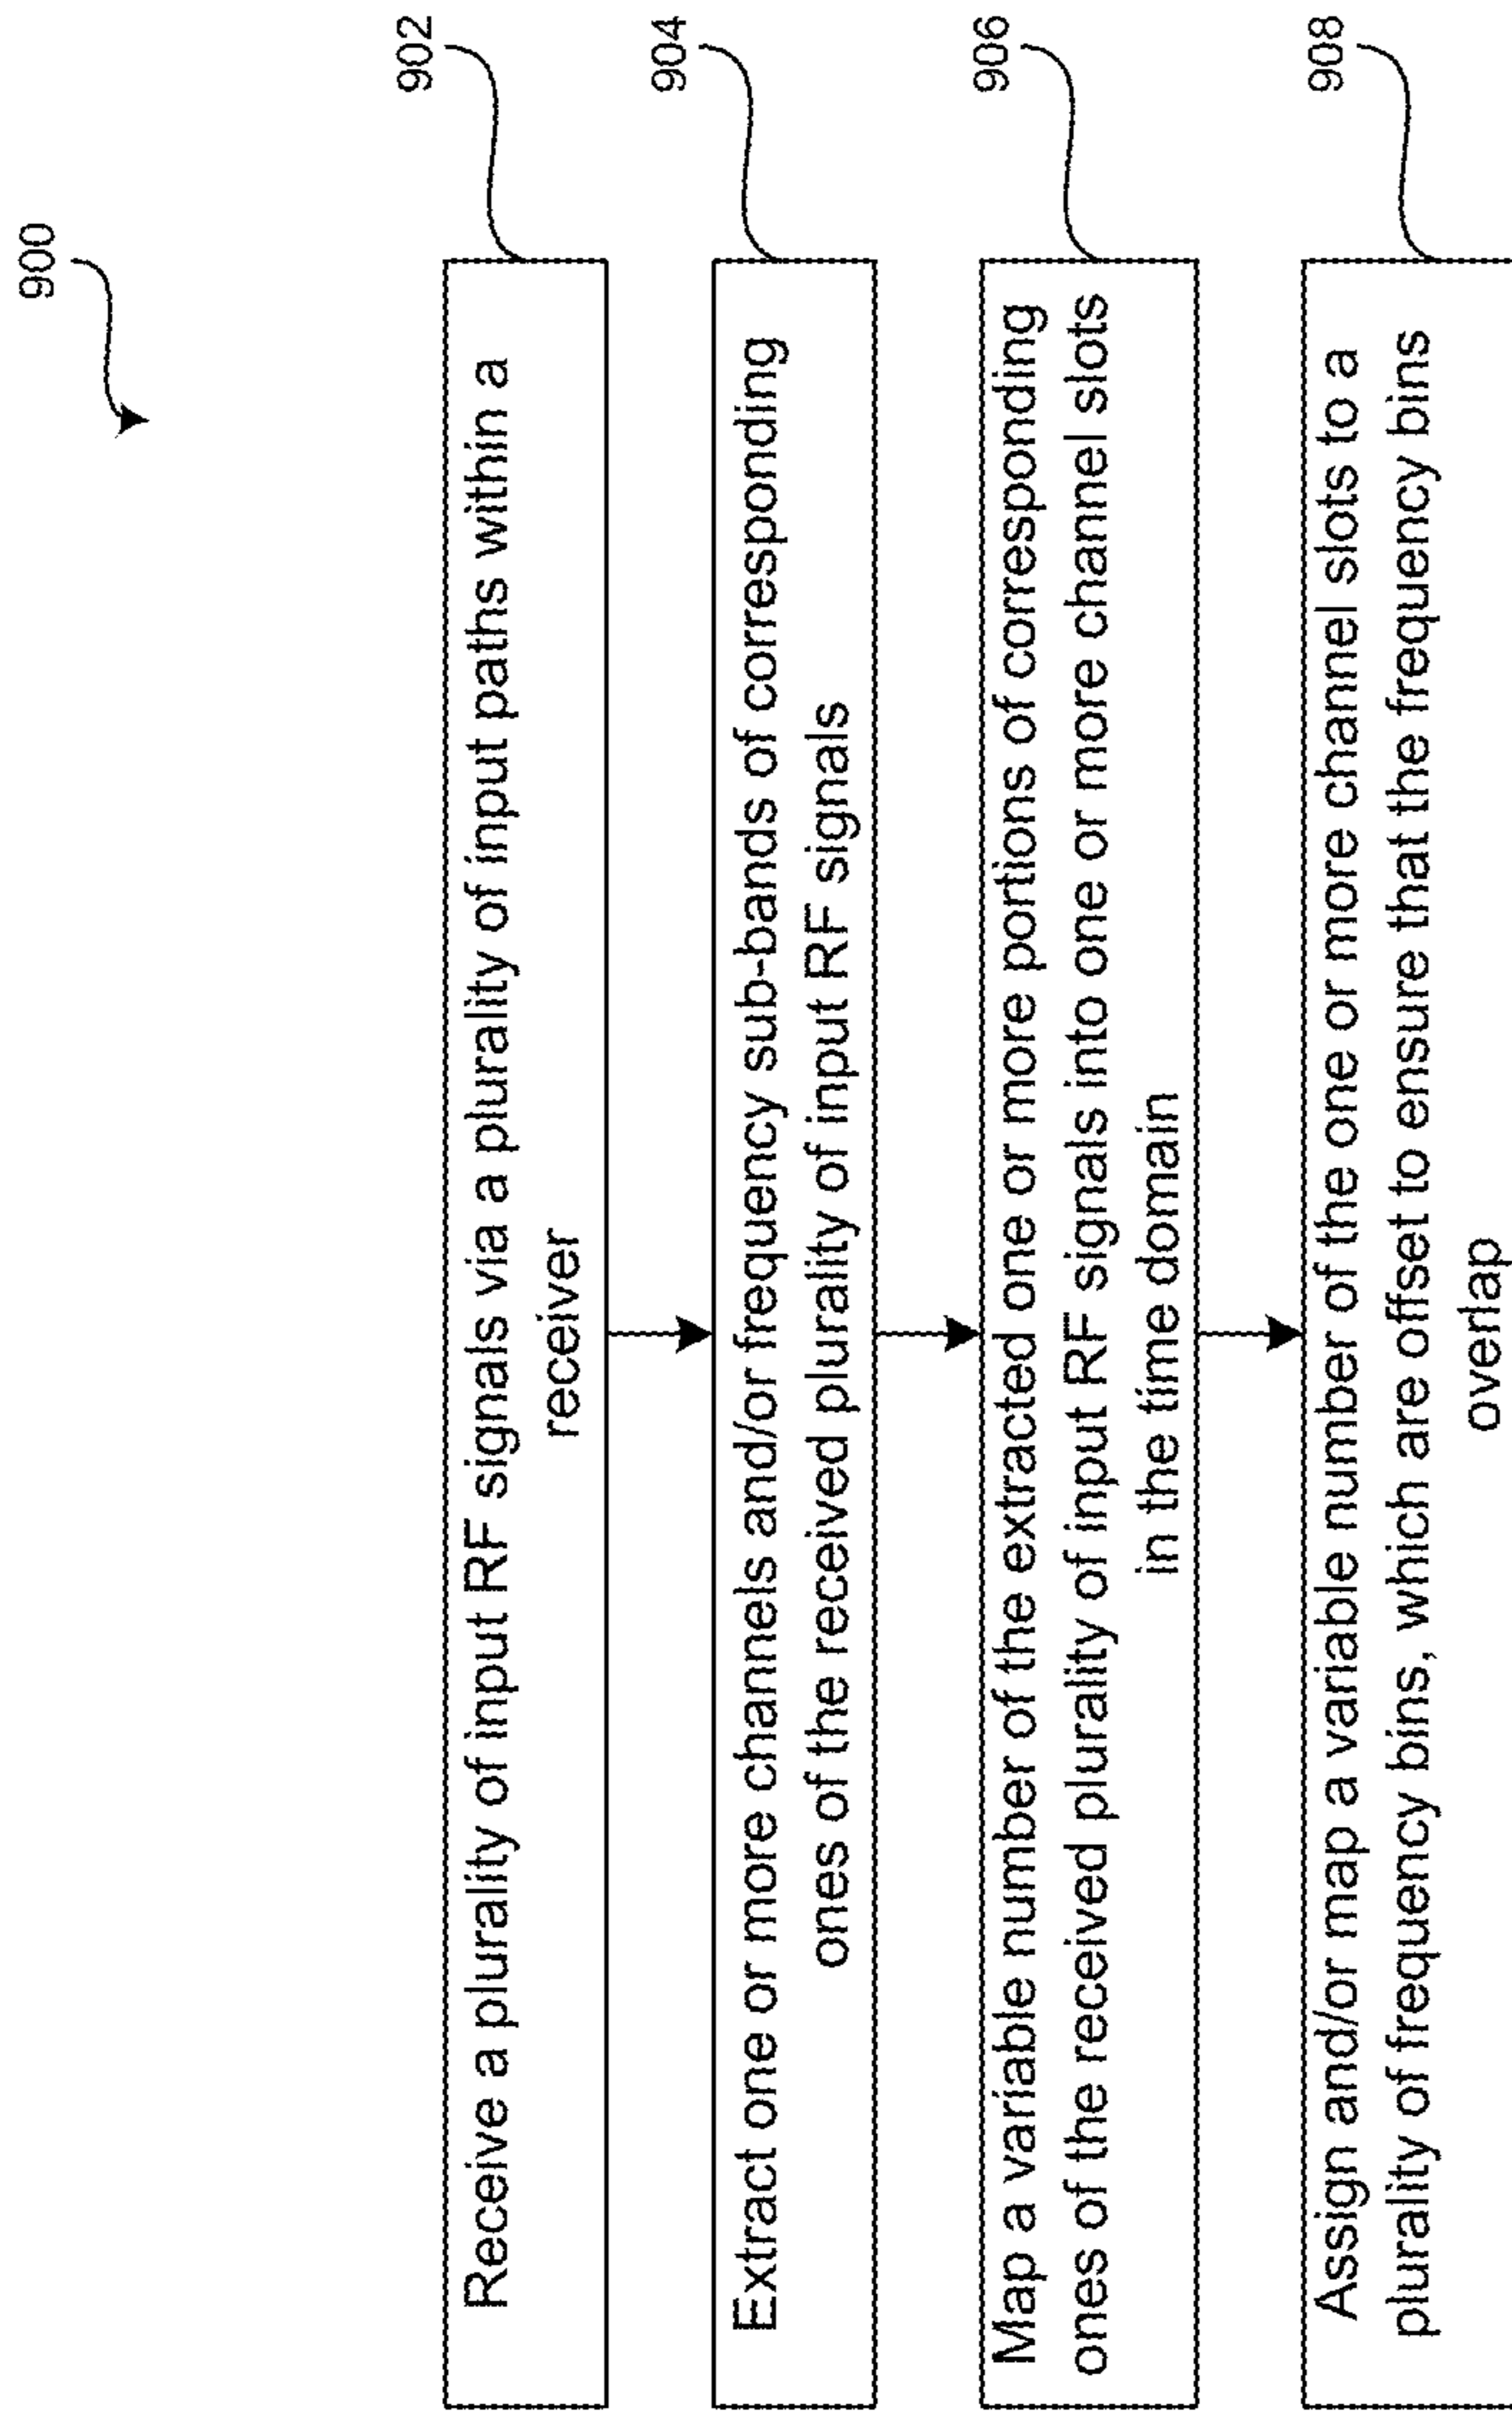 900
902
Receive a plurality of input RF signals via a plurality of input paths within a
receiver
904
Extract one or more channels and/or frequency sub-bands of corresponding
ones of the received plurality of input RF signals
906
Map a variable number of the extracted one or more portions of corresponding
ones of the received plurality of input RF signals into one or more channel slots
in the time domain
908
Assign and/or map a variable number of the one or more channel slots to a
plurality of frequency bins, which are offset to ensure that the frequency bins
overlap